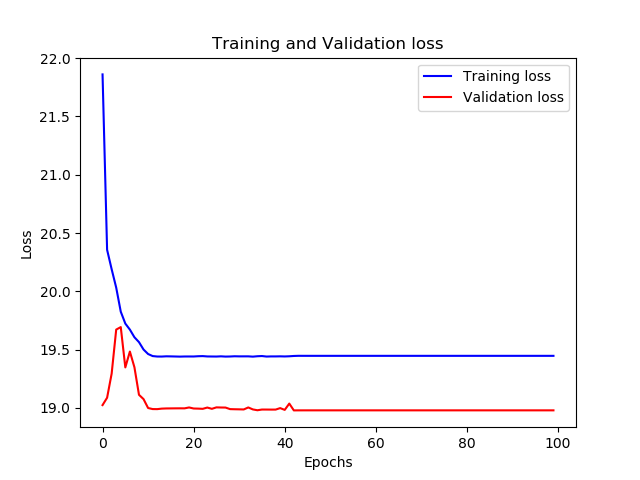 Training and Validation loss
Training loss
Validation loss
Loss
22.0
21.5
21.0
20.5
20.0
19.5
19.0
0
20
40
60
80
100
Epochs